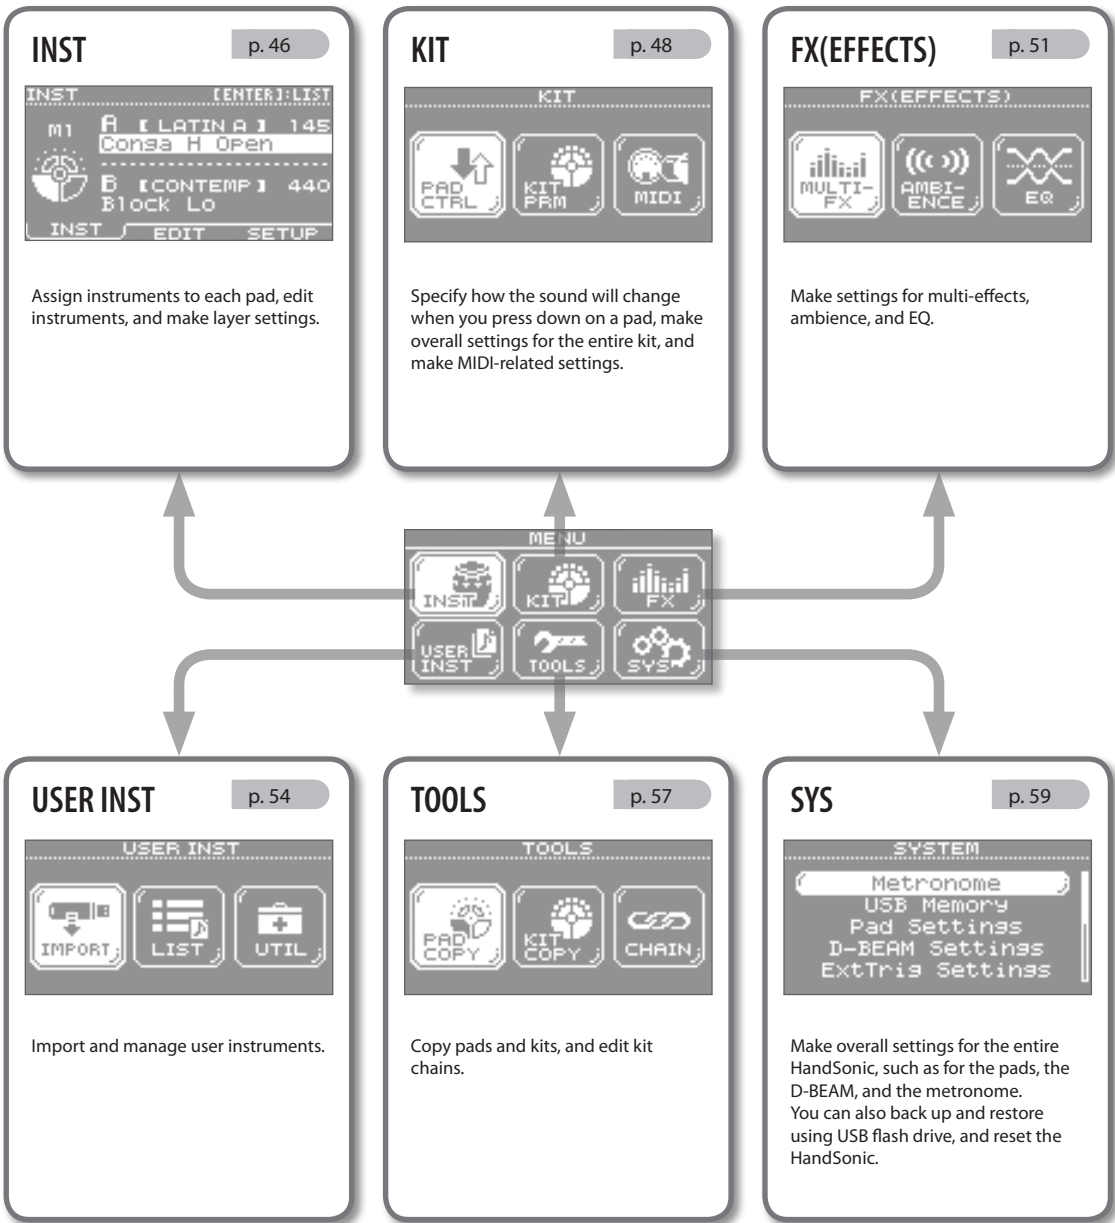 INST
p. 46
INST [ENTER]:LIST
M1
A [ LATIN A ] 145
Conga H Open
B [CONTEMP] 440
Block Lo
INST EDIT SETUP
Assign instruments to each pad, edit
instruments, and make layer settings.
KIT
p. 48
KIT
PAD
CTRL
KIT
PRM
MIDI
Specify how the sound will change
when you press down on a pad, make
overall settings for the entire kit, and
make MIDI-related settings.
FX(EFFECTS)
p. 51
FX(EFFECTS)
MULTI-
FX
AMBI-
ENCE
EQ
Make settings for multi-effects,
ambience, and EQ.
MENU
INST
KIT
FX
USER
INST
TOOLS
SYS
USER INST
p. 54
USER INST
IMPORT
LIST
UTIL
Import and manage user instruments.
TOOLS
p. 57
TOOLS
PAD
COPY
KIT
COPY
CHAIN
Copy pads and kits, and edit kit
chains.
SYS
p. 59
SYSTEM
Metronome
USB Memory
Pad Settings
D-BEAM Settings
ExtTrig Settings
Make overall settings for the entire
HandSonic, such as for the pads, the
D-BEAM, and the metronome.
You can also back up and restore
using USB flash drive, and reset the
HandSonic.